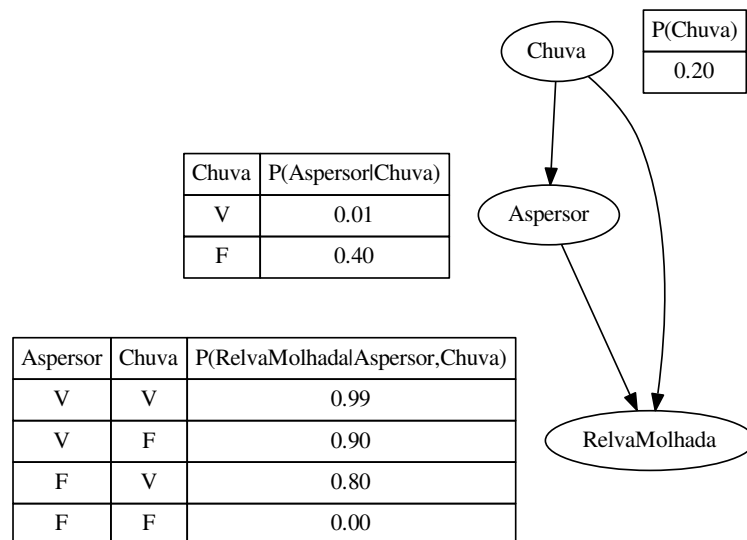 Chuva
P(Chuva)
0.20
Chuva P(Aspersor|Chuva)
V 0.01
F 0.40
Aspersor
Aspersor Chuva P(RelvaMolhada|Aspersor,Chuva)
V V 0.99
V F 0.90
F V 0.80
F F 0.00
RelvaMolhada